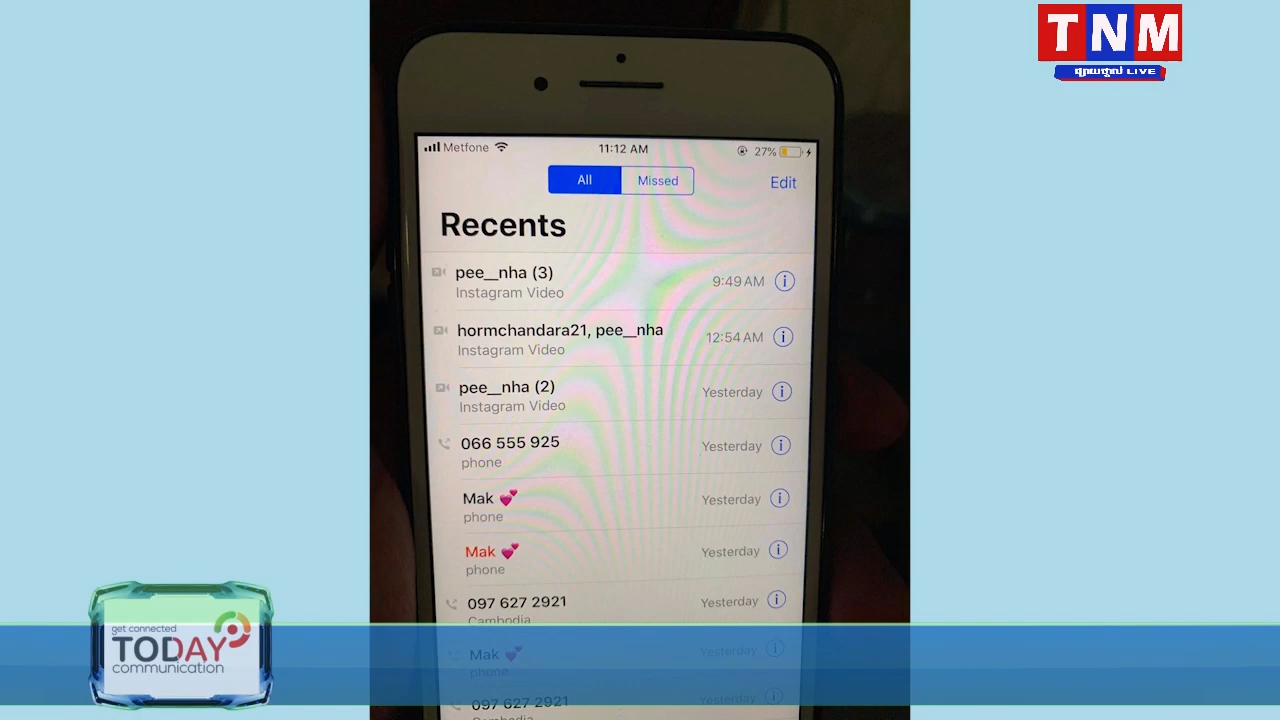 TNM
ផ្សាយផ្ទាល់ LIVE
Metfone
11:12 AM
27%
All
Missed
Edit
Recents
pee__nha (3)
9:49 AM
Instagram Video
hormchandara21, pee__nha
12:54 AM
Instagram Video
pee__nha (2)
Yesterday
Instagram Video
066 555 925
Yesterday
phone
Mak 💕
Yesterday
phone
Mak 💕
Yesterday
phone
097 627 2921
Yesterday
Cambodia
Mak 💕
Yesterday
phone
097 627 2921
Yesterday
Cambodia
get connected
TODAY
communication